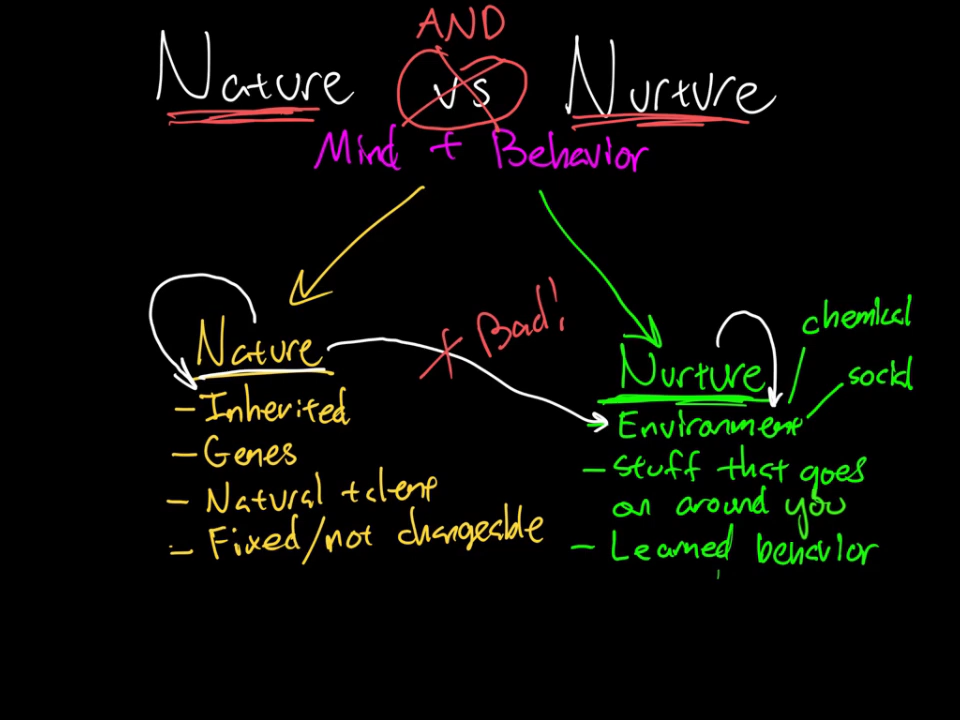 AND
Nature vs Nurture
Mind + Behavior
Bad!
Nature
- Inherited
- Genes
- Natural talent
- Fixed/not changeable
chemical
social
Nurture
- Environment
- Stuff that goes
on around you
- Learned behavior